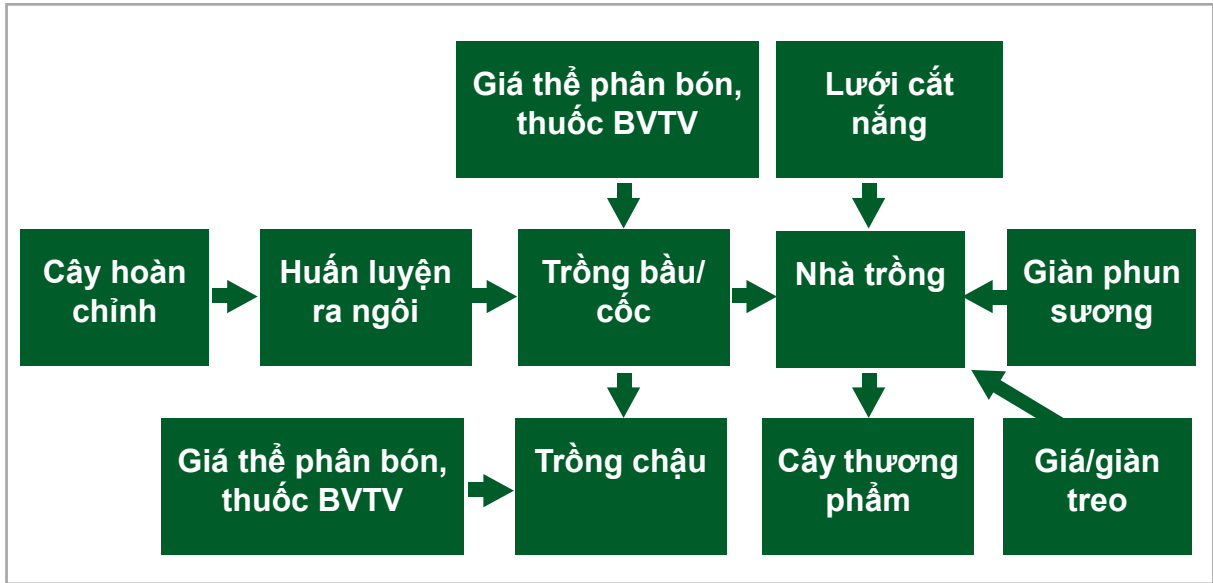 Giá thể phân bón,
thuốc BVTV
Lưới cắt
nắng
Cây hoàn
chỉnh
Huấn luyện
ra ngôi
Trồng bầu/
cốc
Nhà trồng
Giàn phun
sương
Giá thể phân bón,
thuốc BVTV
Trồng chậu
Cây thương
phẩm
Giá/giàn
treo